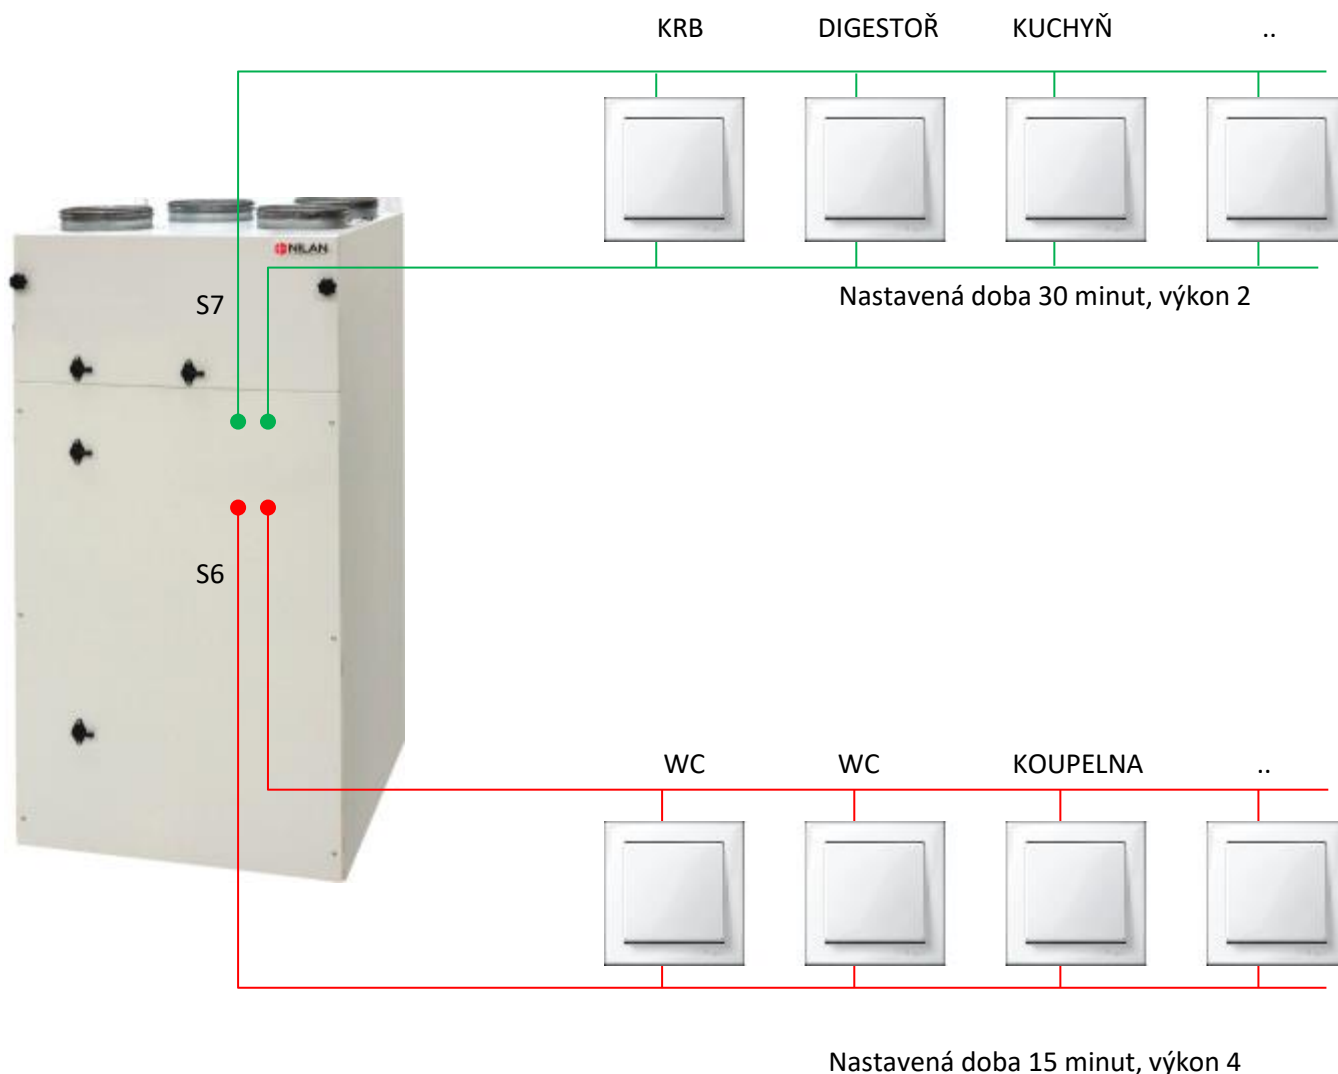 KRB DIGESTOŘ KUCHYŇ ..
NILAN
S7
Nastavená doba 30 minut, výkon 2
S6
WC WC KOUPELNA ..
Nastavená doba 15 minut, výkon 4